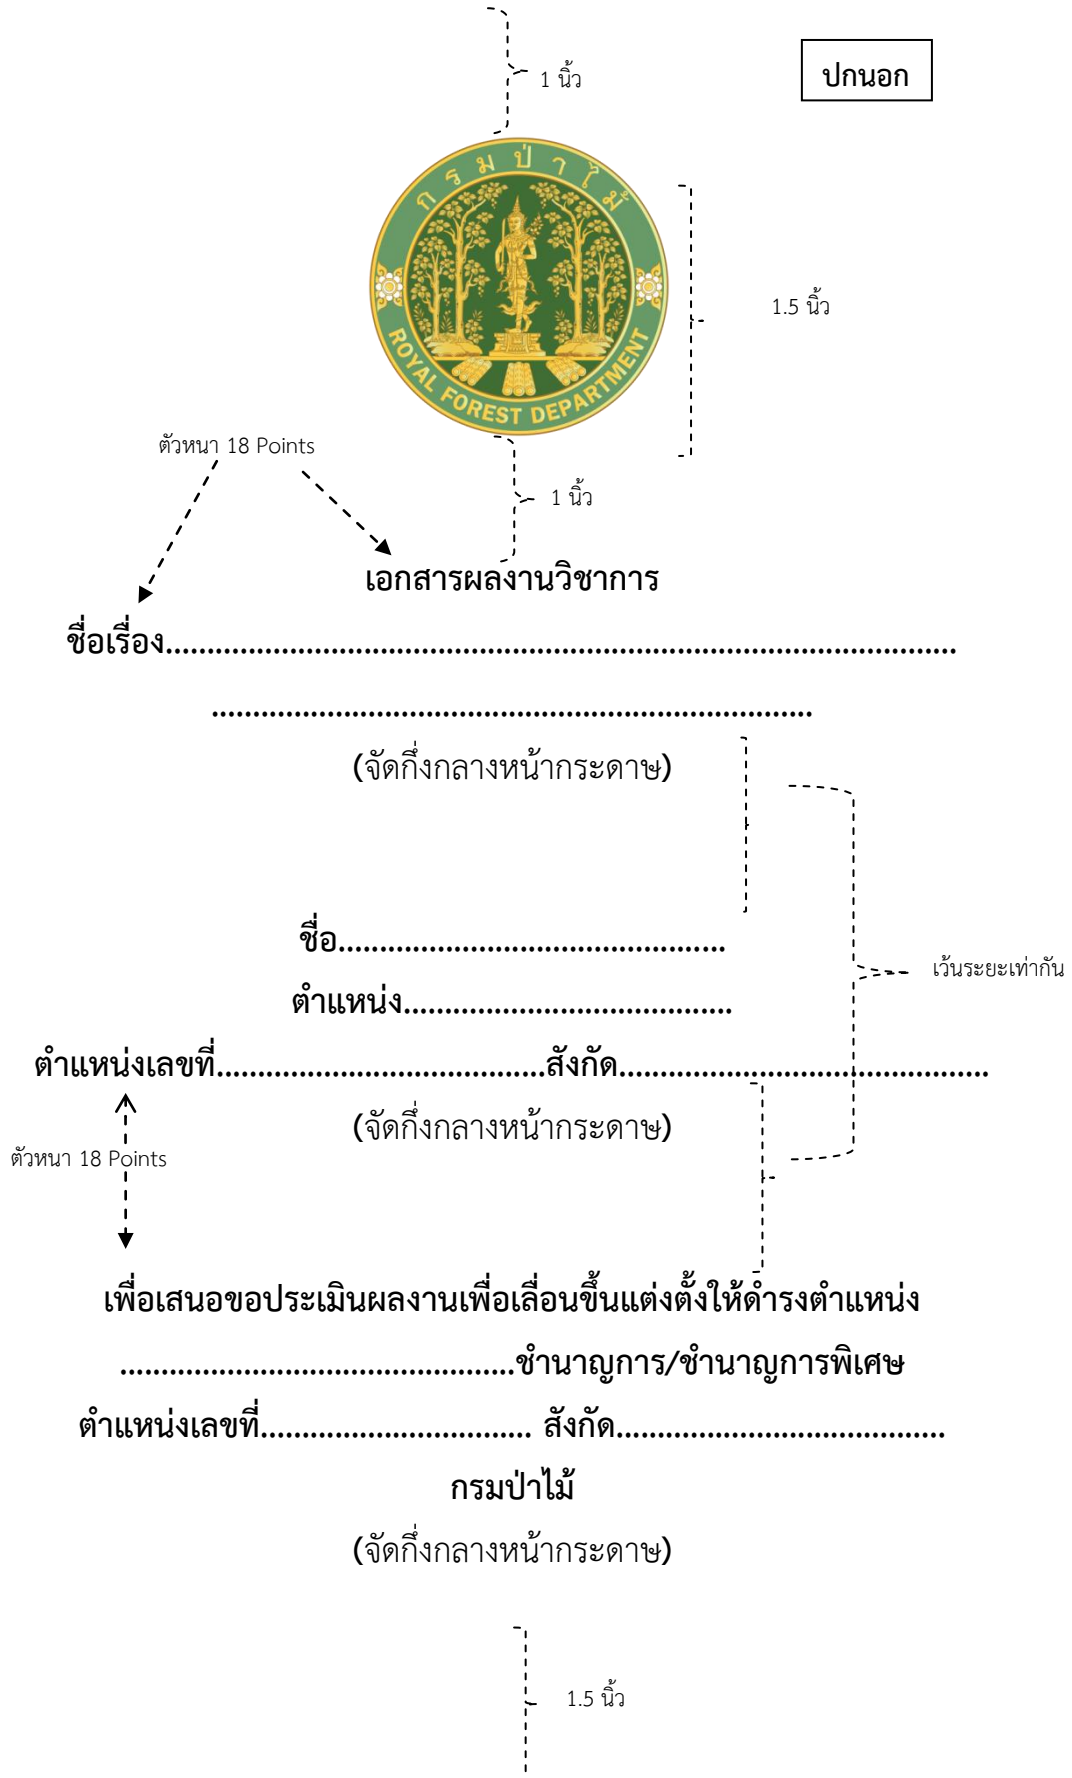 1 นิ้ว
ปกนอก
กรมป่าไม้
ROYAL FOREST DEPARTMENT
1.5 นิ้ว
ตัวหนา 18 Points
1 นิ้ว
เอกสารผลงานวิชาการ
ชื่อเรื่อง................................................................................................
.........................................................................
(จัดกึ่งกลางหน้ากระดาษ)
ชื่อ...............................................
ตำแหน่ง........................................
เว้นระยะเท่ากัน
ตำแหน่งเลขที่........................................สังกัด.............................................
(จัดกึ่งกลางหน้ากระดาษ)
ตัวหนา 18 Points
เพื่อเสนอขอประเมินผลงานเพื่อเลื่อนขึ้นแต่งตั้งให้ดำรงตำแหน่ง
................................................ชำนาญการ/ชำนาญการพิเศษ
ตำแหน่งเลขที่................................. สังกัด........................................
กรมป่าไม้
(จัดกึ่งกลางหน้ากระดาษ)
1.5 นิ้ว